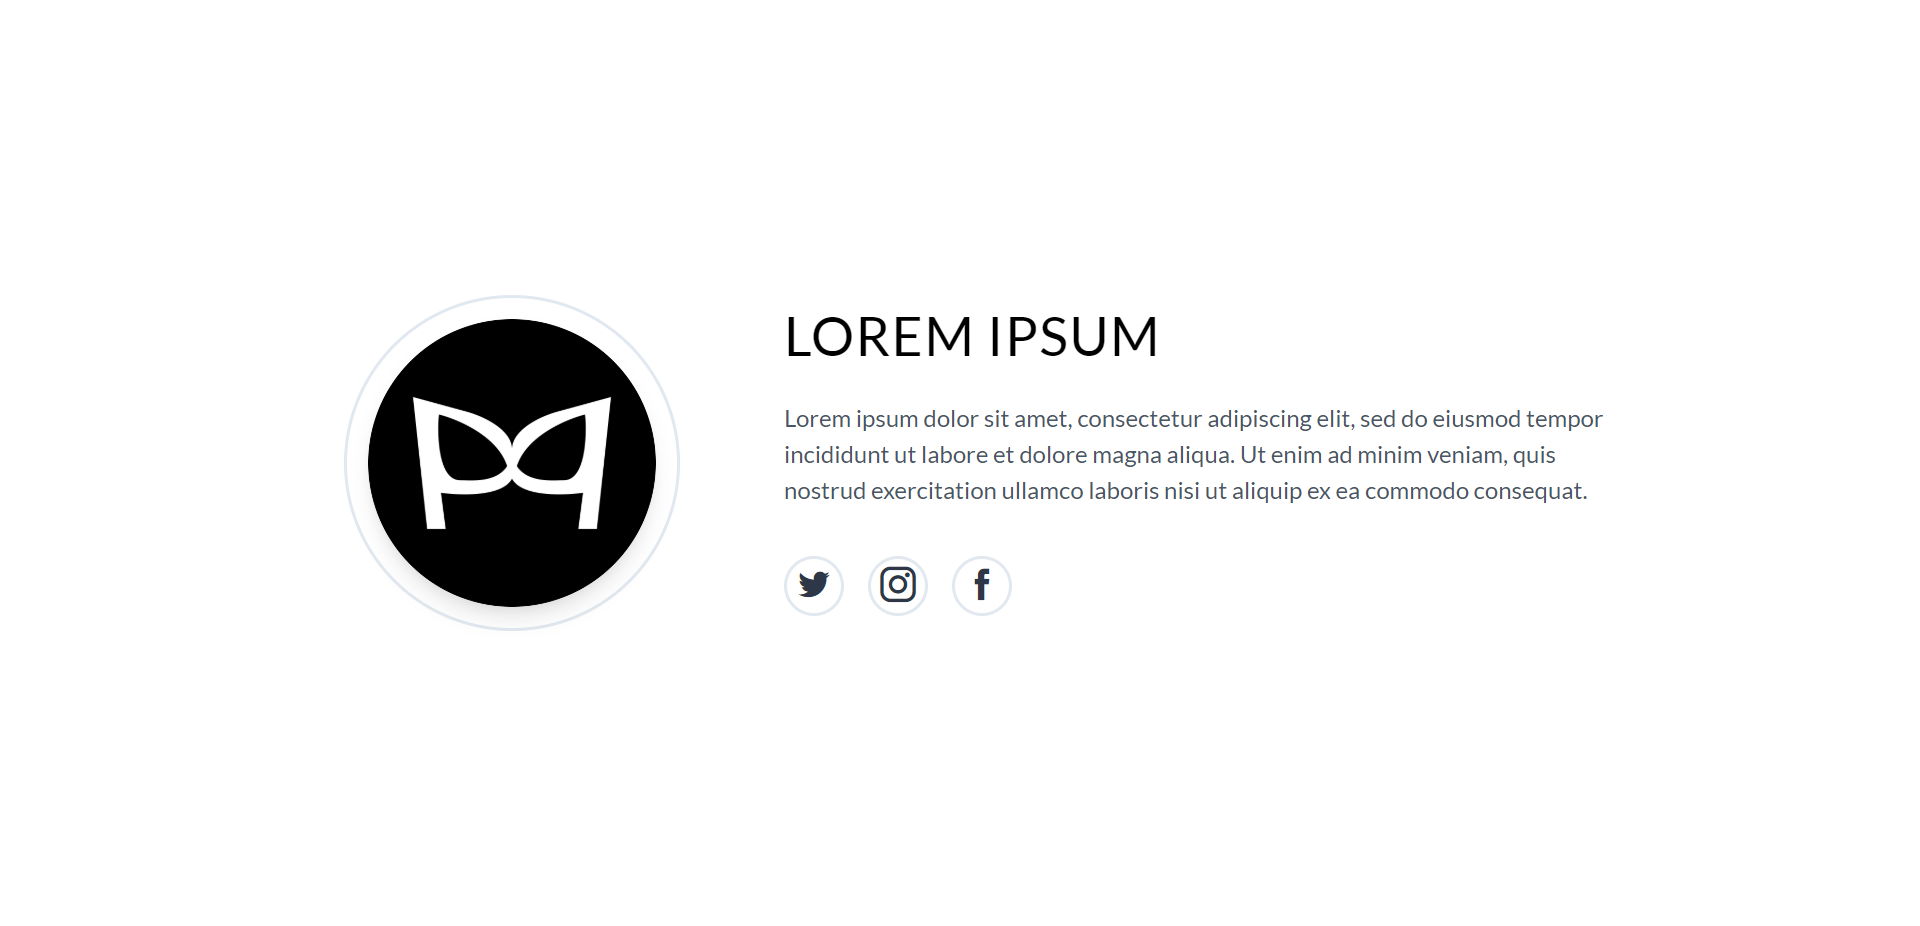 LOREM IPSUM
Lorem ipsum dolor sit amet, consectetur adipiscing elit, sed do eiusmod tempor
incididunt ut labore et dolore magna aliqua. Ut enim ad minim veniam, quis
nostrud exercitation ullamco laboris nisi ut aliquip ex ea commodo consequat.